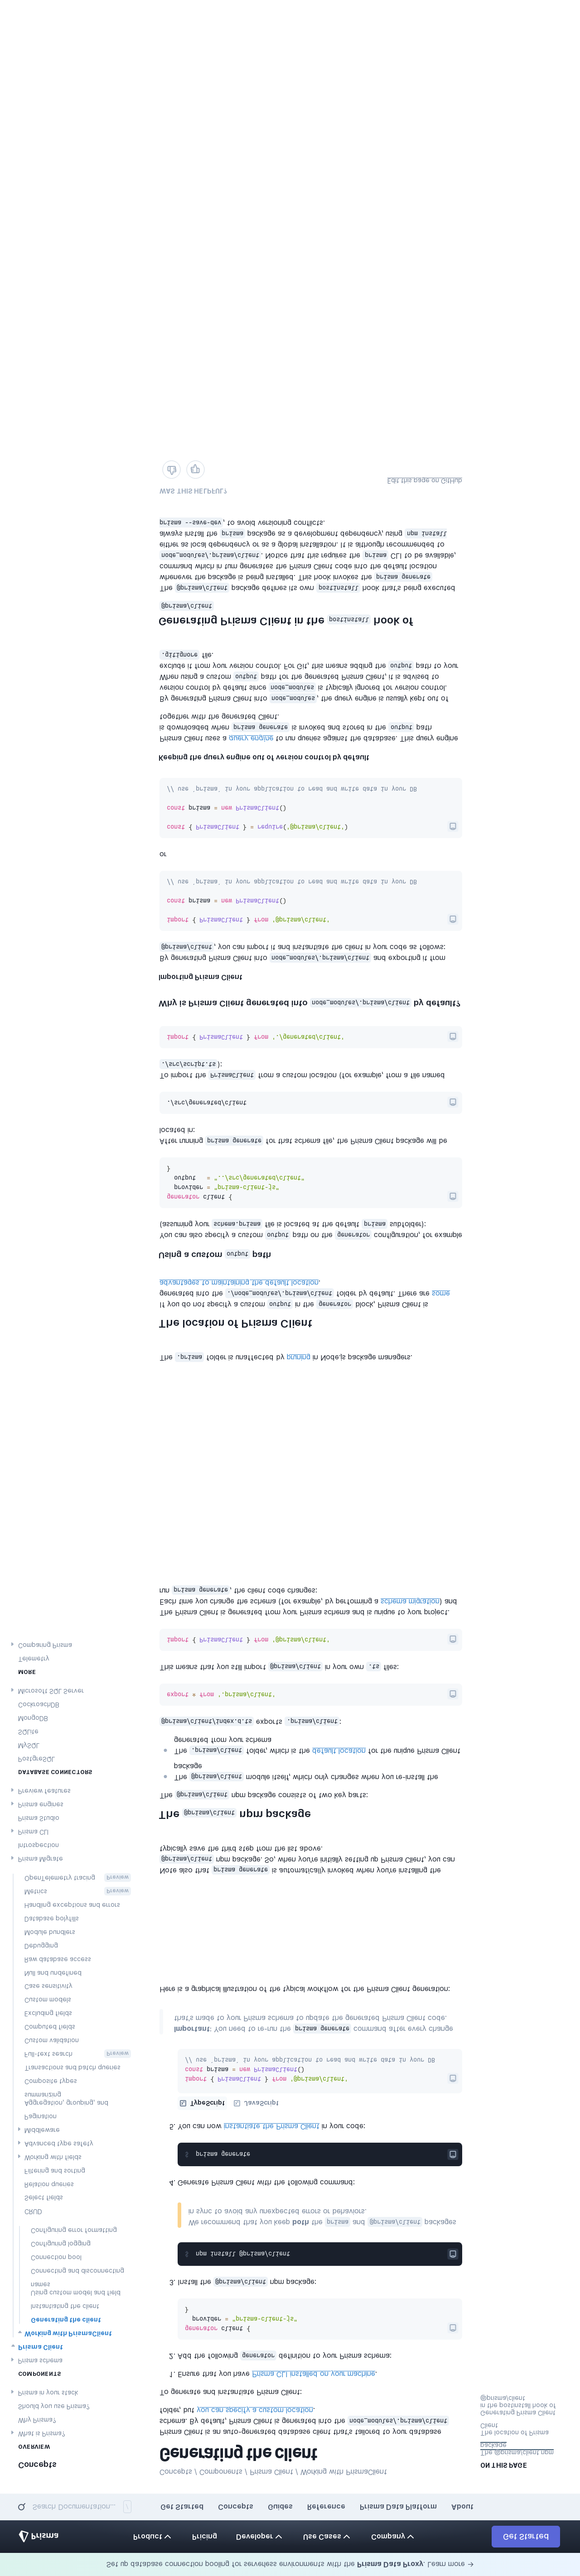 Set up database connection pooling for serverless environments with the Prisma Data Proxy. Learn more →
Prisma
Product
Pricing
Developer
Use Cases
Company
Get Started
Search Documentation...
/
Get Started
Concepts
Guides
Reference
Prisma Data Platform
About
Concepts
OVERVIEW
What is Prisma?
Why Prisma?
Should you use Prisma?
Prisma in your stack
COMPONENTS
Prisma schema
Prisma Client
Working with PrismaClient
Generating the client
Instantiating the client
Using custom model and field
names
Connecting and disconnecting
Connection pool
Configuring logging
Configuring error formatting
CRUD
Select fields
Relation queries
Filtering and sorting
Working with fields
Advanced type safety
Middleware
Pagination
Aggregation, grouping, and
summarizing
Composite types
Transactions and batch queries
Full-text search Preview
Custom validation
Computed fields
Excluding fields
Custom models
Case sensitivity
Null and undefined
Raw database access
Debugging
Module bundlers
Database polyfills
Handling exceptions and errors
Metrics Preview
OpenTelemetry tracing Preview
Prisma Migrate
Introspection
Prisma CLI
Prisma Studio
Prisma engines
Preview features
DATABASE CONNECTORS
PostgreSQL
MySQL
SQLite
MongoDB
CockroachDB
Microsoft SQL Server
MORE
Telemetry
Comparing Prisma
Concepts / Components / Prisma Client / Working with PrismaClient
Generating the client
Prisma Client is an auto-generated database client that's tailored to your database
schema. By default, Prisma Client is generated into the node_modules/.prisma/client
folder, but you can specify a custom location.
To generate and instantiate Prisma Client:
1. Ensure that you have Prisma CLI installed on your machine.
2. Add the following generator definition to your Prisma schema:
generator client {
provider = "prisma-client-js"
}
3. Install the @prisma/client npm package:
$ npm install @prisma/client
We recommend that you keep both the prisma and @prisma/client packages
in sync to avoid any unexpected errors or behaviors.
4. Generate Prisma Client with the following command:
$ prisma generate
5. You can now instantiate the Prisma Client in your code:
TypeScript
JavaScript
import { PrismaClient } from '@prisma/client'
const prisma = new PrismaClient()
// use `prisma` in your application to read and write data in your DB
Important: You need to re-run the prisma generate command after every change
that's made to your Prisma schema to update the generated Prisma Client code.
Here is a graphical illustration of the typical workflow for the Prisma Client generation:
Note also that prisma generate is automatically invoked when you're installing the
@prisma/client npm package. So, when you're initially setting up Prisma Client, you can
typically save the third step from the list above.
The @prisma/client npm package
The @prisma/client npm package consists of two key parts:
The @prisma/client module itself, which only changes when you re-install the
package
The .prisma/client folder, which is the default location for the unique Prisma Client
generated from your schema
@prisma/client/index.d.ts exports .prisma/client:
export * from '.prisma/client'
This means that you still import @prisma/client in your own .ts files:
import { PrismaClient } from '@prisma/client'
The Prisma Client is generated from your Prisma schema and is unique to your project.
Each time you change the schema (for example, by performing a schema migration) and
run prisma generate, the client code changes:
The .prisma folder is unaffected by pruning in Node.js package managers.
The location of Prisma Client
If you do not specify a custom output in the generator block, Prisma Client is
generated into the ./node_modules/.prisma/client folder by default. There are some
advantages to maintaining the default location.
Using a custom output path
You can also specify a custom output path on the generator configuration, for example
(assuming your schema.prisma file is located at the default prisma subfolder):
generator client {
provider = "prisma-client-js"
output = "../src/generated/client"
}
After running prisma generate for that schema file, the Prisma Client package will be
located in:
./src/generated/client
To import the PrismaClient from a custom location (for example, from a file named
./src/script.ts):
import { PrismaClient } from './generated/client'
Why is Prisma Client generated into node_modules/.prisma/client by default?
Importing Prisma Client
By generating Prisma Client into node_modules/.prisma/client and exporting it from
@prisma/client, you can import it and instantiate the client in your code as follows:
import { PrismaClient } from '@prisma/client'
const prisma = new PrismaClient()
// use `prisma` in your application to read and write data in your DB
or
const { PrismaClient } = require('@prisma/client')
const prisma = new PrismaClient()
// use `prisma` in your application to read and write data in your DB
Keeping the query engine out of version control by default
Prisma Client uses a query engine to run queries against the database. This query engine
is downloaded when prisma generate is invoked and stored in the output path
together with the generated Client.
By generating Prisma Client into node_modules, the query engine is usually kept out of
version control by default since node_modules is typically ignored for version control.
When using a custom output path for the generated Prisma Client, it is advised to
exclude it from your version control. For Git, this means adding the output path to your
.gitignore file.
Generating Prisma Client in the postinstall hook of
@prisma/client
The @prisma/client package defines its own postinstall hook that's being executed
whenever the package is being installed. This hook invokes the prisma generate
command which in turn generates the Prisma Client code into the default location
node_modules/.prisma/client. Notice that this requires the prisma CLI to be available,
either as local dependency or as a global installation. It is although recommended to
always install the prisma package as a development dependency, using npm install
prisma --save-dev, to avoid versioning conflicts.
WAS THIS HELPFUL?
Edit this page on GitHub
ON THIS PAGE
The @prisma/client npm
package
The location of Prisma
Client
Generating Prisma Client
in the postinstall hook of
@prisma/client